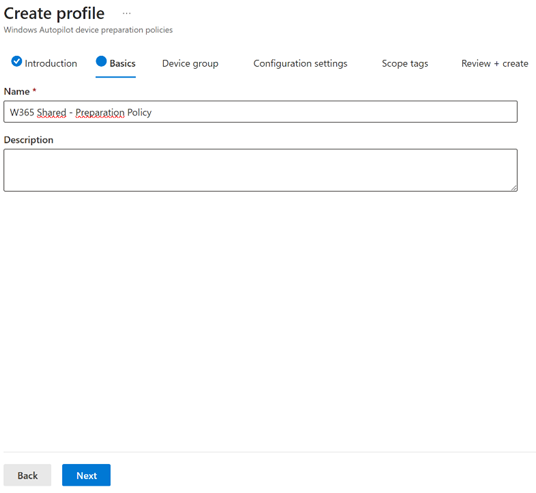 Create profile ...
Windows Autopilot device preparation policies
Introduction Basics Device group Configuration settings Scope tags Review + create
Name *
W365 Shared - Preparation Policy
Description
Back Next